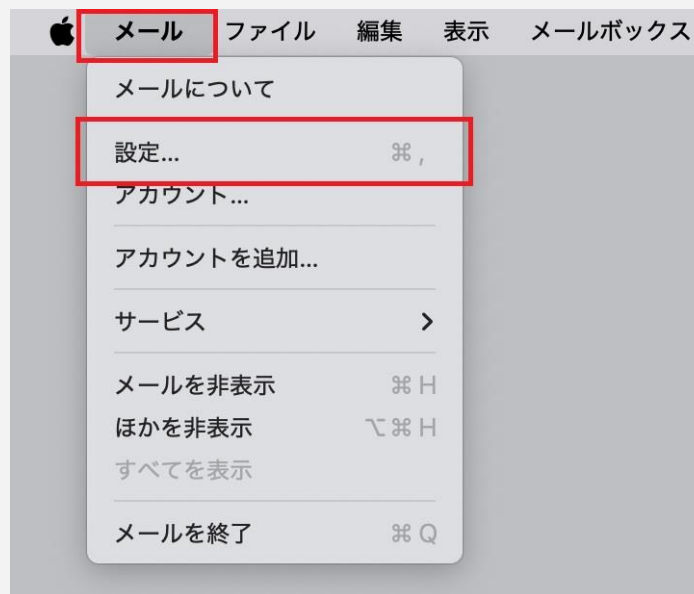 メール ファイル 編集 表示 メールボックス
メールについて
設定... ⌘ ,
アカウント...
アカウントを追加...
サービス >
メールを非表示 ⌘ H
ほかを非表示 ⌥ ⌘ H
すべてを表示
メールを終了 ⌘ Q